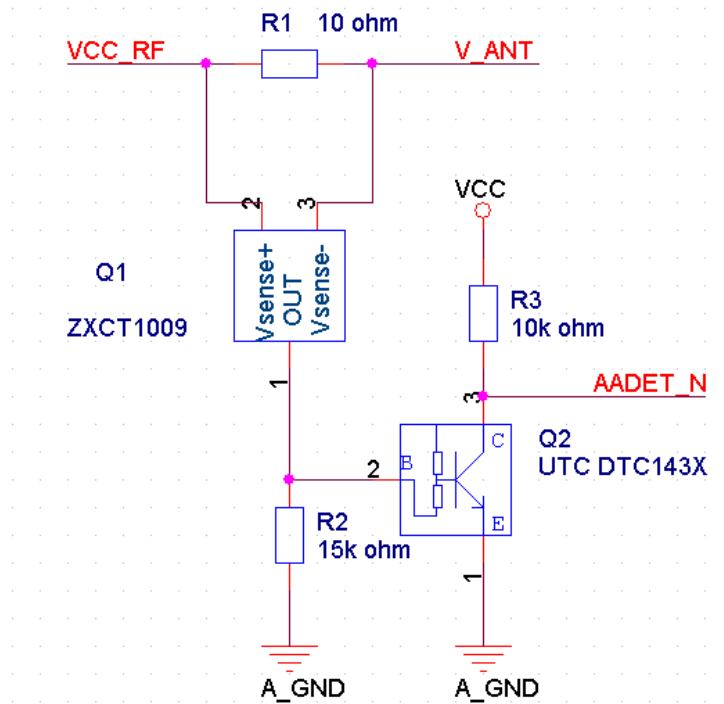 R1 10 ohm
VCC_RF
V_ANT
2
3
VCC
Vsense+
OUT
Vsense-
Q1
ZXCT1009
R3
10k ohm
1
AADET_N
3
C
Q2
UTC DTC143X
2
B
R2
15k ohm
E
1
A_GND
A_GND